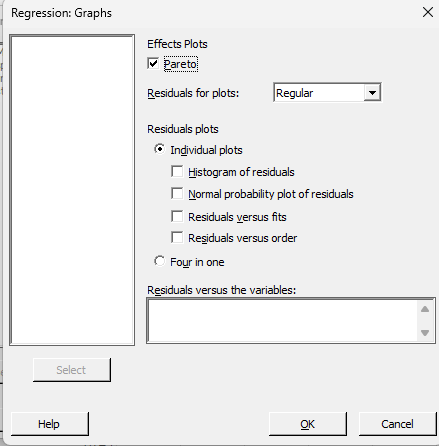 Regression: Graphs
Effects Plots
Pareto
Residuals for plots: Regular
Residuals plots
Individual plots
Histogram of residuals
Normal probability plot of residuals
Residuals versus fits
Residuals versus order
Four in one
Residuals versus the variables:
Select
Help OK Cancel